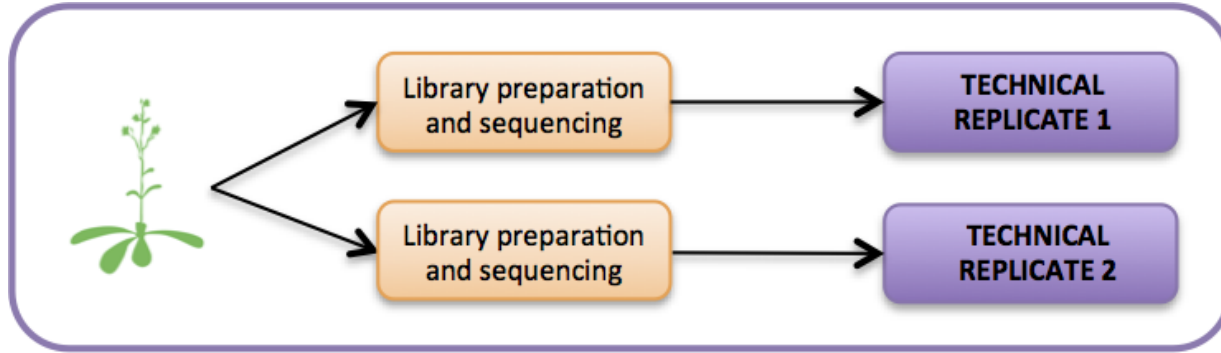 Library preparation
and sequencing
TECHNICAL
REPLICATE 1
Library preparation
and sequencing
TECHNICAL
REPLICATE 2